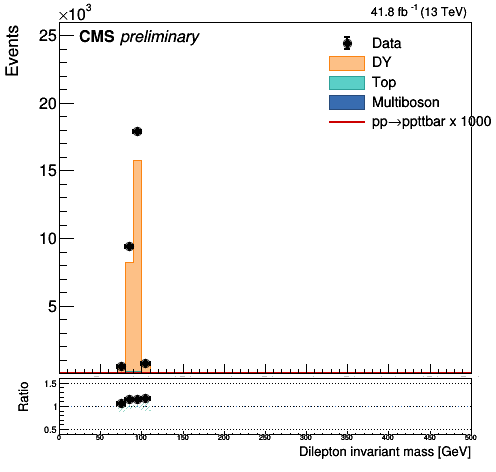 ×10³
41.8 fb⁻¹ (13 TeV)
Events
CMS preliminary
Data
DY
Top
Multiboson
pp→ppttbar x 1000
25
20
15
10
5
Ratio
1.5
1
0.5
0 50 100 150 200 250 300 350 400 450 500
Dilepton invariant mass [GeV]